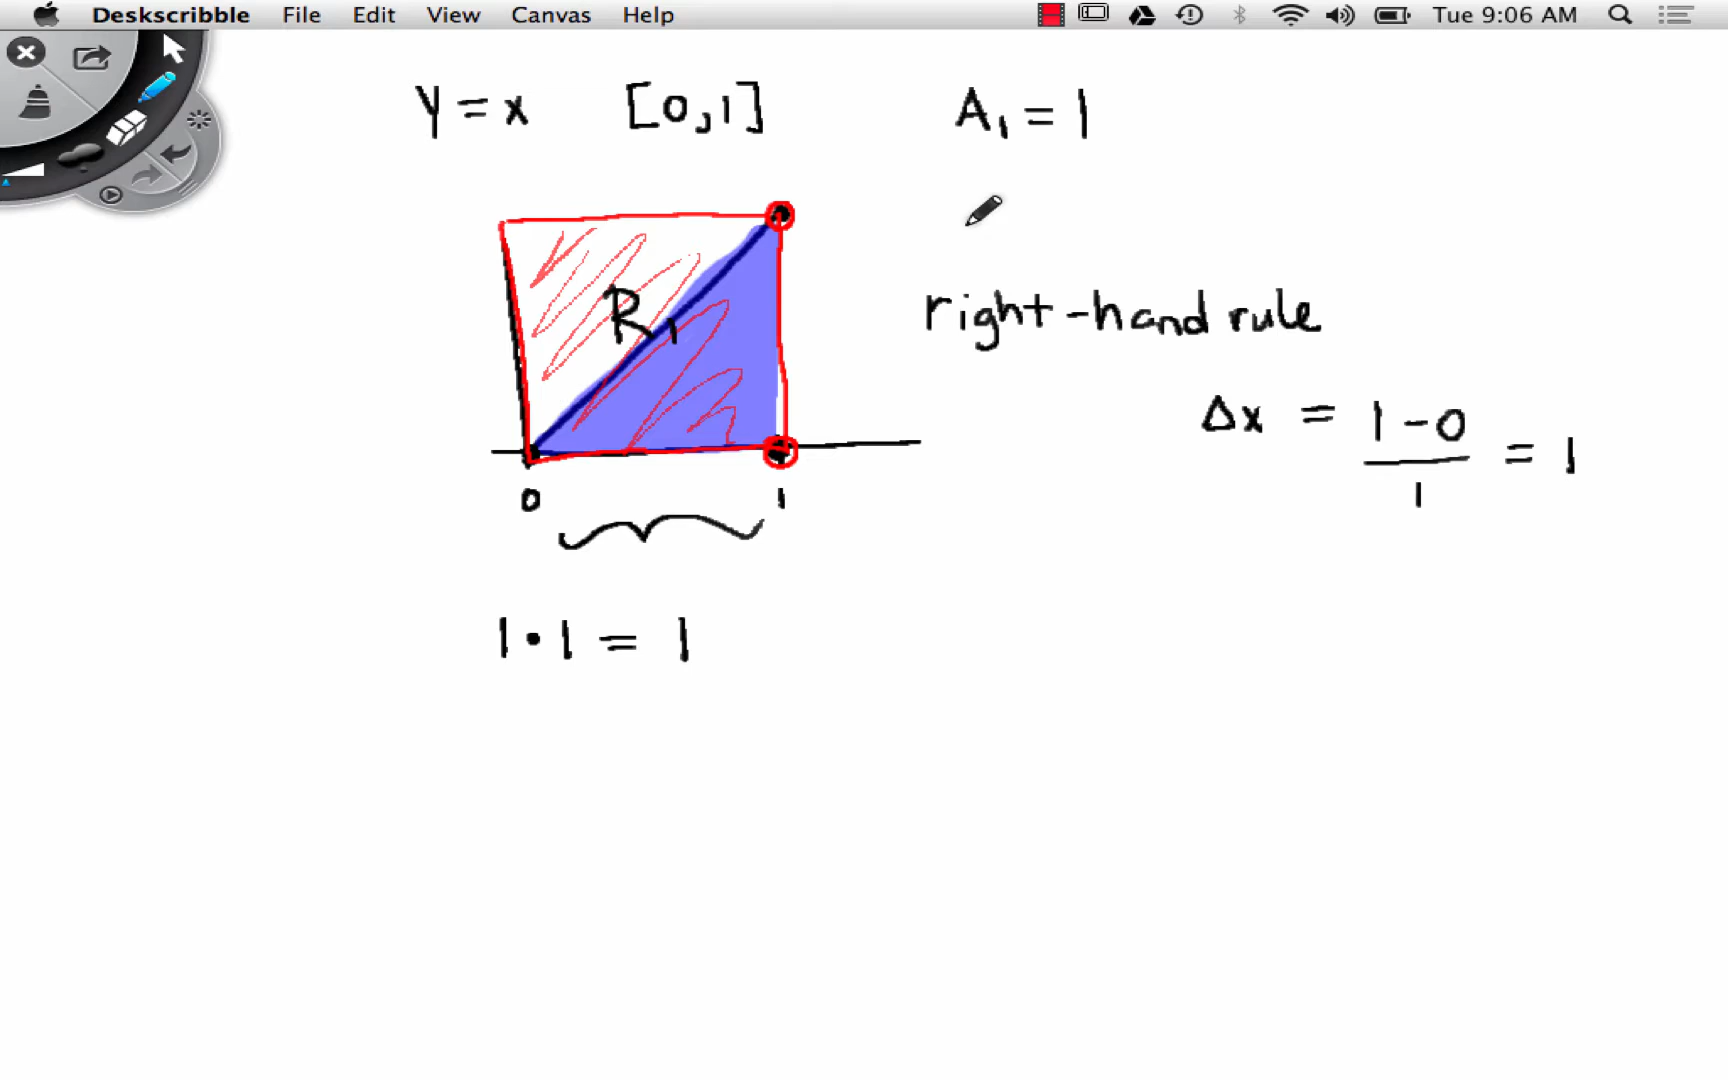 Deskscribble File Edit View Canvas Help Tue 9:06 AM
y = x [0,1] A₁ = 1
R₁
right-hand rule
Δx = 1-0 / 1 = 1
0 1
1·1 = 1